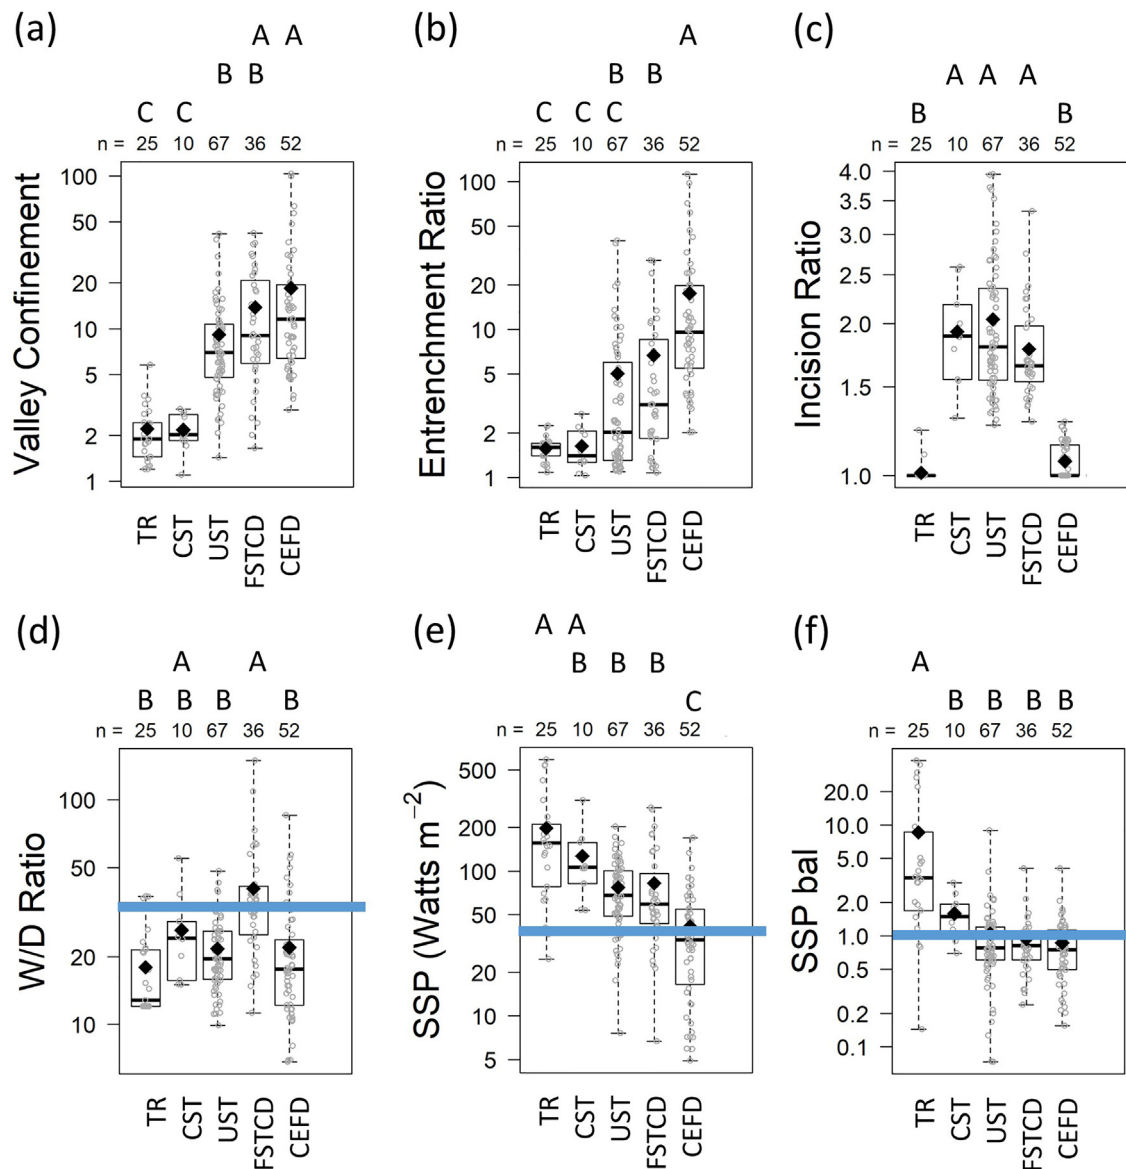 (a)
A A
B B
C C
n = 25 10 67 36 52
Valley Confinement
100
50
20
10
5
2
1
TR CST UST FSTCD CEFD
(b)
A
B B
C C C
n = 25 10 67 36 52
Entrenchment Ratio
100
50
20
10
5
2
1
TR CST UST FSTCD CEFD
(c)
A A A
B B
n = 25 10 67 36 52
Incision Ratio
4.0
3.5
3.0
2.5
2.0
1.5
1.0
TR CST UST FSTCD CEFD
(d)
A A
B B B B
n = 25 10 67 36 52
W/D Ratio
100
50
20
10
TR CST UST FSTCD CEFD
(e)
A A
B B B
C
n = 25 10 67 36 52
SSP (Watts m⁻²)
500
200
100
50
20
10
5
TR CST UST FSTCD CEFD
(f)
A
B B B B
n = 25 10 67 36 52
SSP bal
20.0
10.0
5.0
2.0
1.0
0.5
0.1
TR CST UST FSTCD CEFD